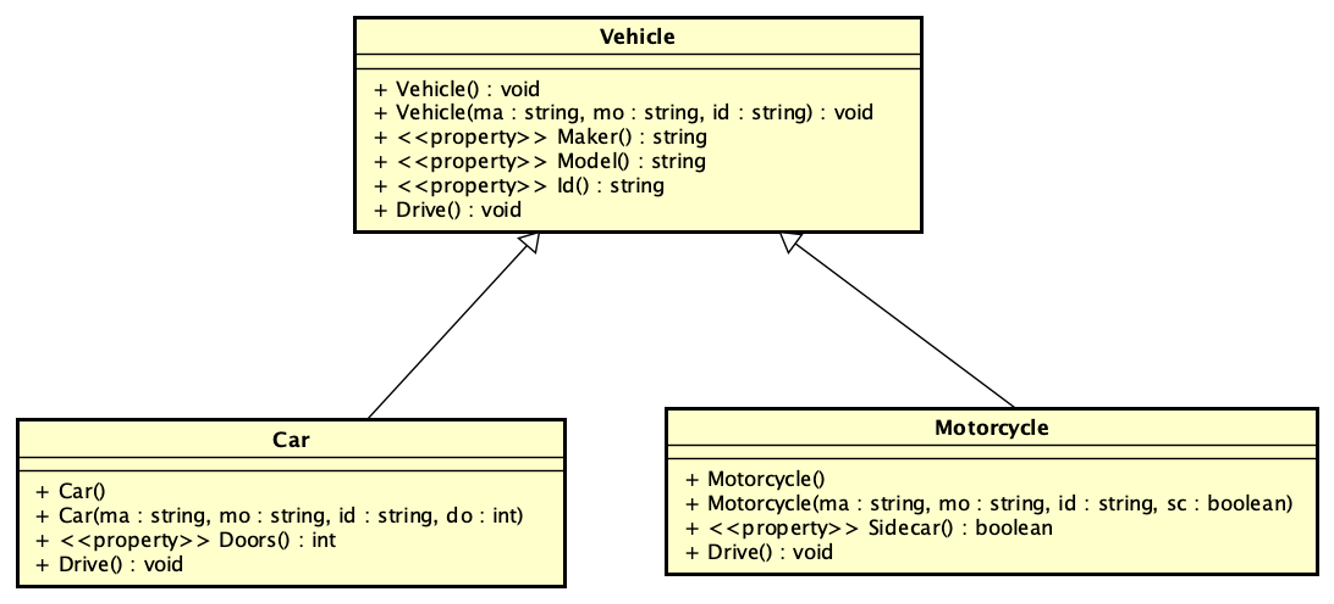 Vehicle
+ Vehicle() : void
+ Vehicle(ma : string, mo : string, id : string) : void
+ <<property>> Maker() : string
+ <<property>> Model() : string
+ <<property>> Id() : string
+ Drive() : void
Car
+ Car()
+ Car(ma : string, mo : string, id : string, do : int)
+ <<property>> Doors() : int
+ Drive() : void
Motorcycle
+ Motorcycle()
+ Motorcycle(ma : string, mo : string, id : string, sc : boolean)
+ <<property>> Sidecar() : boolean
+ Drive() : void